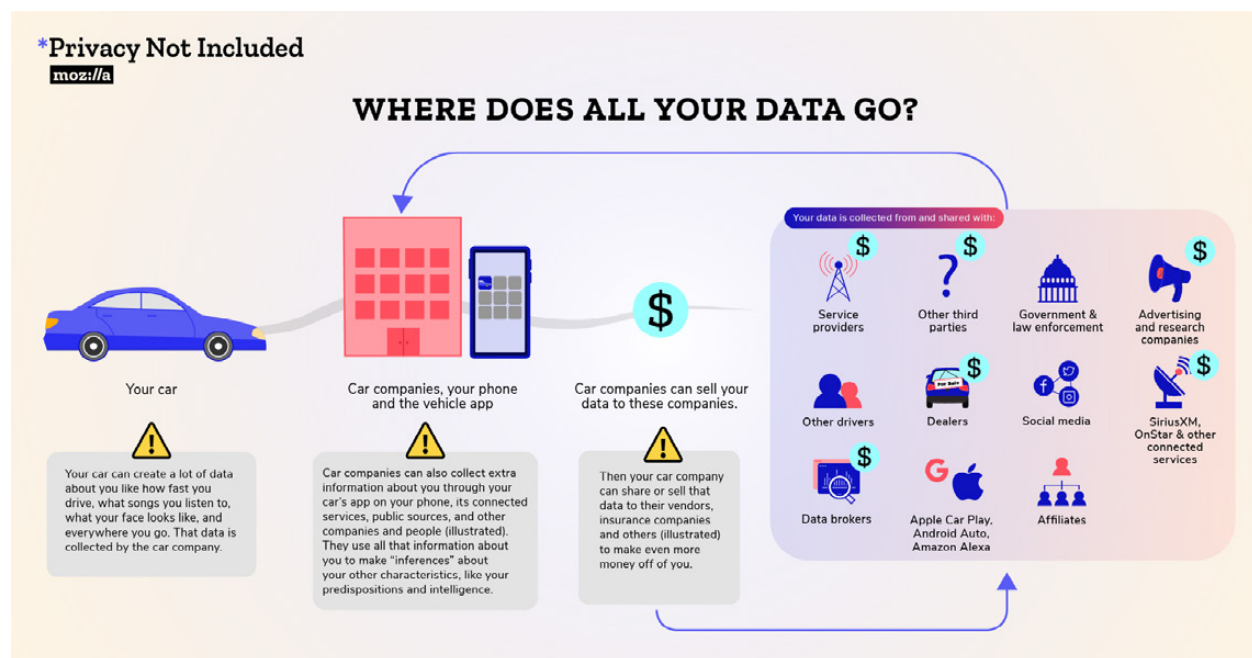 *Privacy Not Included
moz://a
WHERE DOES ALL YOUR DATA GO?
Your car
Your car can create a lot of data
about you like how fast you
drive, what songs you listen to,
what your face looks like, and
everywhere you go. That data is
collected by the car company.
Car companies, your phone
and the vehicle app
Car companies can also collect extra
information about you through your
car's app on your phone, its connected
services, public sources, and other
companies and people (illustrated).
They use all that information about
you to make “inferences” about
your other characteristics, like your
predispositions and intelligence.
$
Car companies can sell your
data to these companies.
Then your car company
can share or sell that
data to their vendors,
insurance companies
and others (illustrated)
to make even more
money off of you.
Your data is collected from and shared with:
$
Service
providers
$
?
Other third
parties
Government &
law enforcement
$
Advertising
and research
companies
Other drivers
$
For Sale
Dealers
Social media
$
SiriusXM,
OnStar & other
connected
services
$
Data brokers
G
Apple Car Play,
Android Auto,
Amazon Alexa
Affiliates